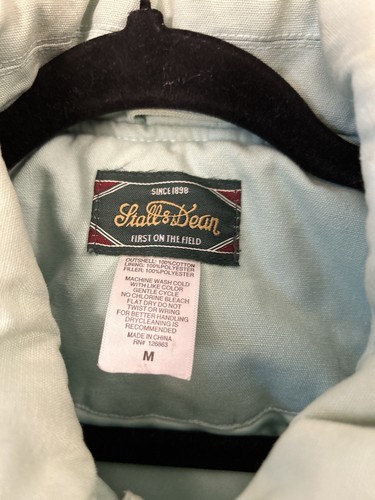 SINCE 1898
Stall & Dean
FIRST ON THE FIELD
OUTSHELL: 100%COTTON
LINING: 100%POLYESTER
FILLER: 100%POLYESTER
MACHINE WASH COLD
WITH LIKE COLOR
GENTLE CYCLE
NO CHLORINE BLEACH
FLAT DRY DO NOT
TWIST OR WRING
FOR BETTER HANDLING
DRYCLEANING IS
RECOMMENDED
MADE IN CHINA
RN# 128863
M